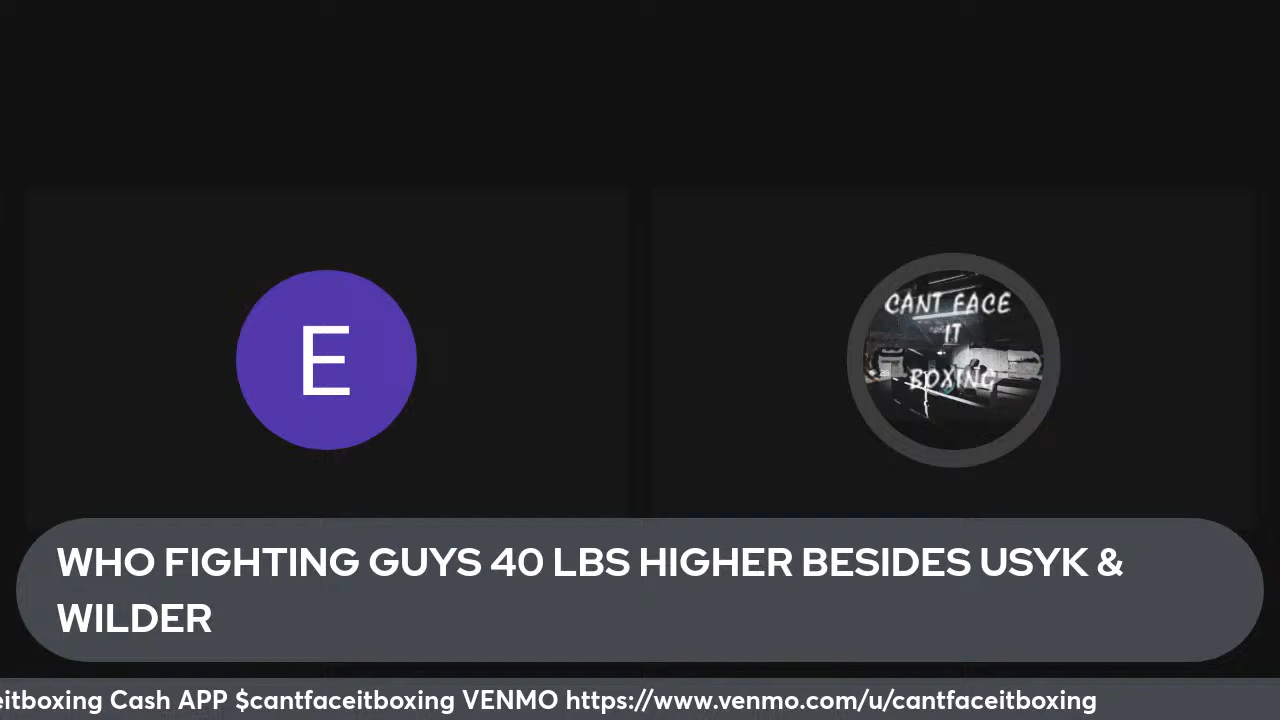 E
CANT FACE
IT
BOXING
WHO FIGHTING GUYS 40 LBS HIGHER BESIDES USYK &
WILDER
eitboxing Cash APP $cantfaceitboxing VENMO https://www.venmo.com/u/cantfaceitboxing